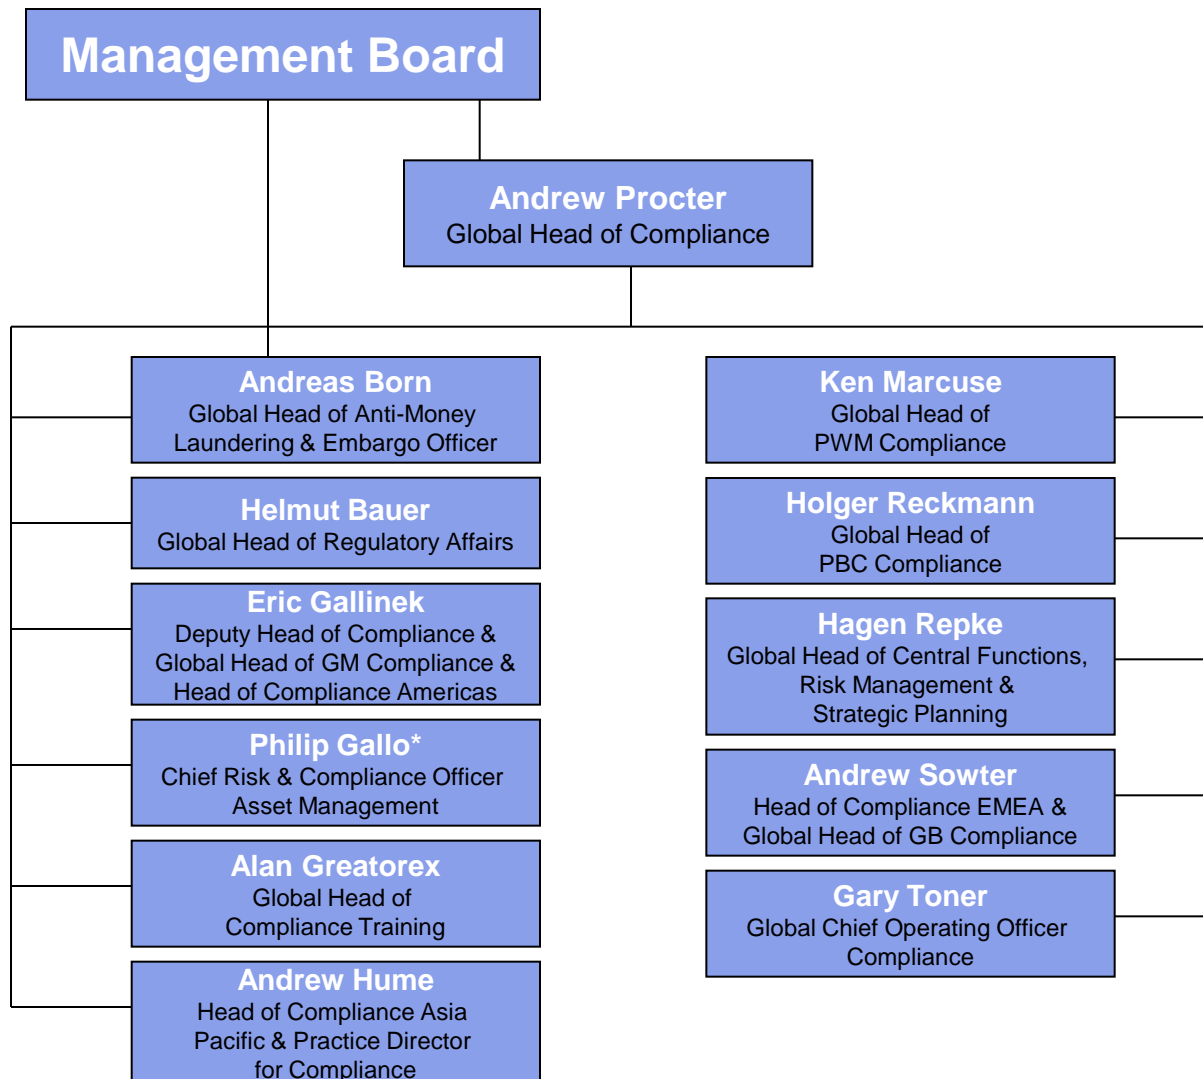 Management Board
Andrew Procter
Global Head of Compliance
Andreas Born
Global Head of Anti-Money
Laundering & Embargo Officer
Helmut Bauer
Global Head of Regulatory Affairs
Eric Gallinek
Deputy Head of Compliance &
Global Head of GM Compliance &
Head of Compliance Americas
Philip Gallo*
Chief Risk & Compliance Officer
Asset Management
Alan Greatorex
Global Head of
Compliance Training
Andrew Hume
Head of Compliance Asia
Pacific & Practice Director
for Compliance
Ken Marcuse
Global Head of
PWM Compliance
Holger Reckmann
Global Head of
PBC Compliance
Hagen Repke
Global Head of Central Functions,
Risk Management &
Strategic Planning
Andrew Sowter
Head of Compliance EMEA &
Global Head of GB Compliance
Gary Toner
Global Chief Operating Officer
Compliance